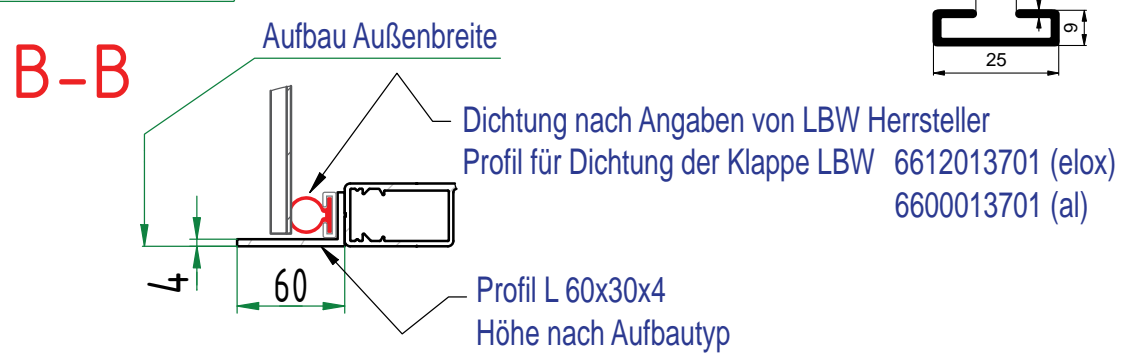 B-B
Aufbau Außenbreite
9
25
Dichtung nach Angaben von LBW Herrsteller
Profil für Dichtung der Klappe LBW 6612013701 (elox)
6600013701 (al)
4
60
Profil L 60x30x4
Höhe nach Aufbautyp